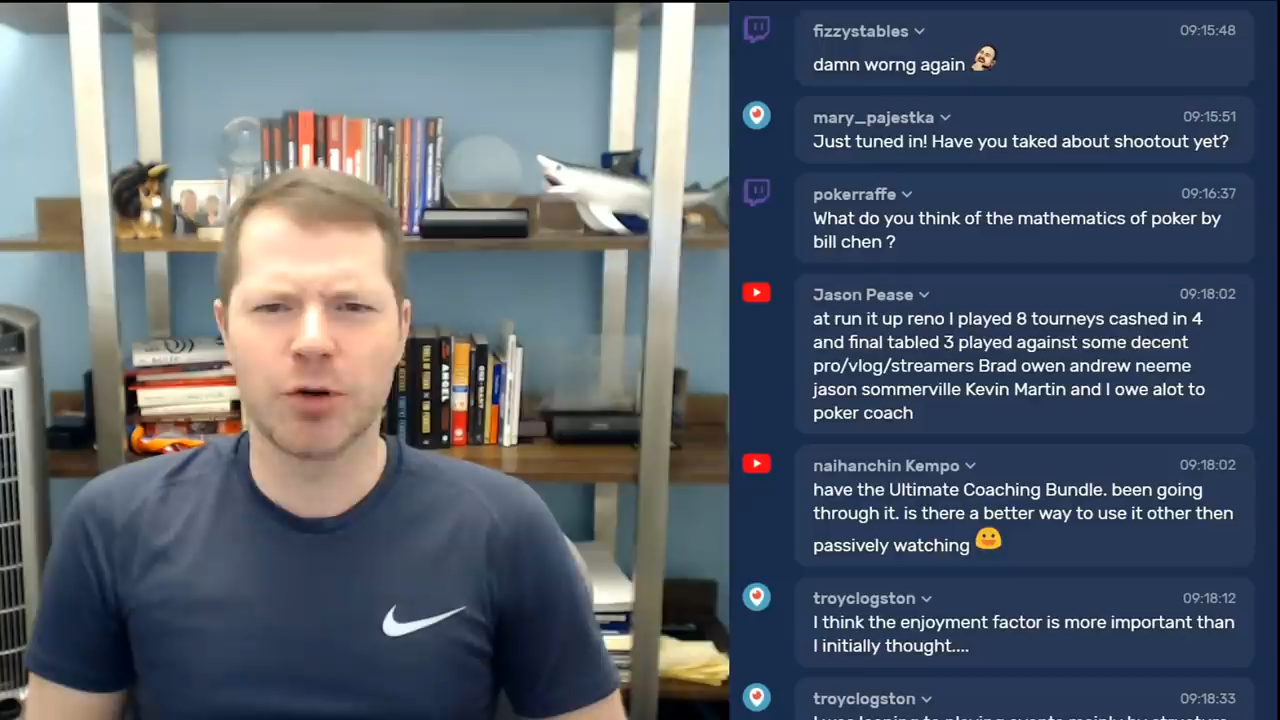 fizzystables
09:15:48
damn worng again
mary_pajestka
09:15:51
Just tuned in! Have you taked about shootout yet?
pokerraffe
09:16:37
What do you think of the mathematics of poker by
bill chen ?
Jason Pease
09:18:02
at run it up reno I played 8 tourneys cashed in 4
and final tabled 3 played against some decent
pro/vlog/streamers Brad owen andrew neeme
jason sommerville Kevin Martin and I owe alot to
poker coach
naihanchin Kempo
09:18:02
have the Ultimate Coaching Bundle. been going
through it. is there a better way to use it other then
passively watching
troyclogston
09:18:12
I think the enjoyment factor is more important than
I initially thought....
troyclogston
09:18:33
ANGEL